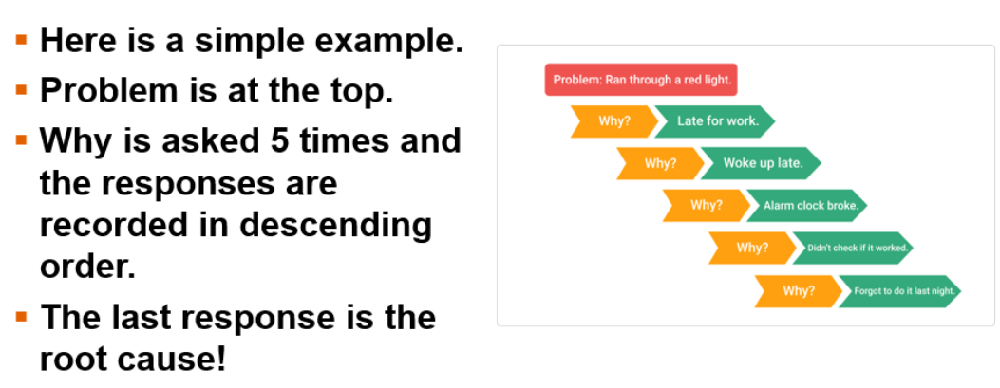 ▪ Here is a simple example.
▪ Problem is at the top.
▪ Why is asked 5 times and
the responses are
recorded in descending
order.
▪ The last response is the
root cause!
Problem: Ran through a red light.
Why? Late for work.
Why? Woke up late.
Why? Alarm clock broke.
Why? Didn't check if it worked.
Why? Forgot to do it last night.